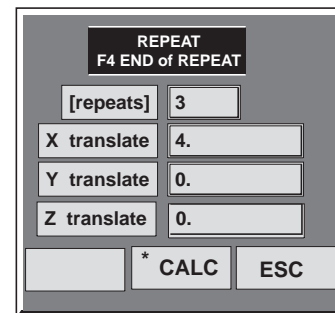 REPEAT
F4 END of REPEAT
[repeats] 3
X translate 4.
Y translate 0.
Z translate 0.
* CALC ESC